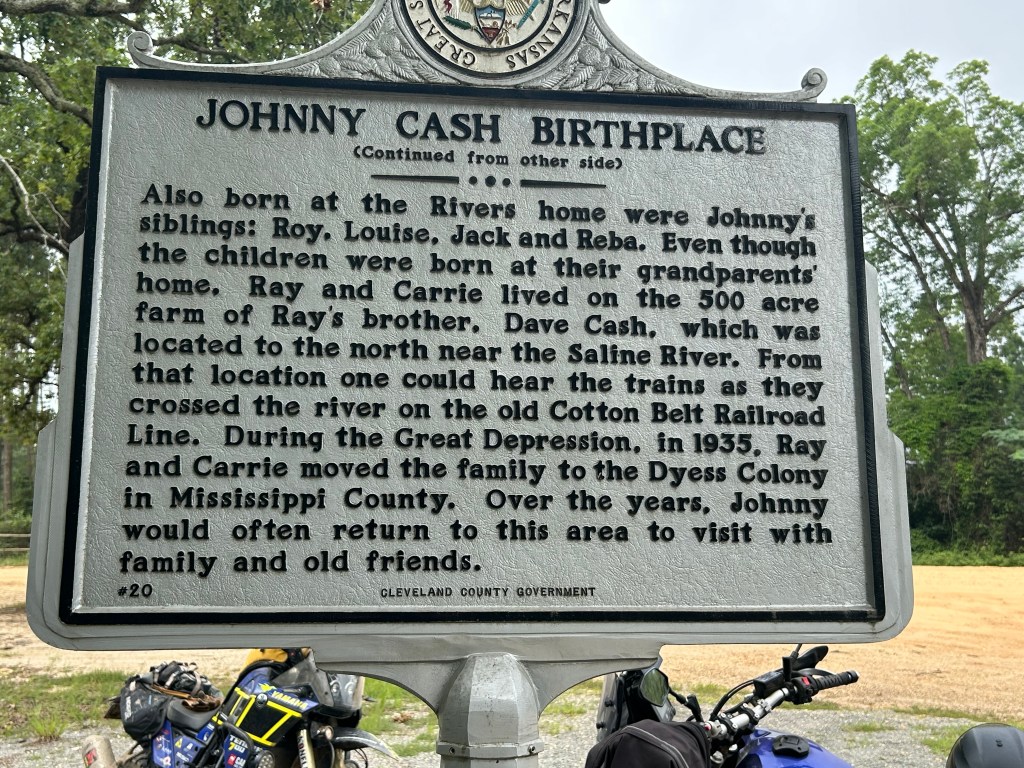 GREAT S
ARKANSAS
JOHNNY CASH BIRTHPLACE
(Continued from other side)
Also born at the Rivers home were Johnny's
siblings: Roy, Louise, Jack and Reba. Even though
the children were born at their grandparents'
home, Ray and Carrie lived on the 500 acre
farm of Ray's brother, Dave Cash, which was
located to the north near the Saline River. From
that location one could hear the trains as they
crossed the river on the old Cotton Belt Railroad
Line. During the Great Depression, in 1935, Ray
and Carrie moved the family to the Dyess Colony
in Mississippi County. Over the years, Johnny
would often return to this area to visit with
family and old friends.
#20 CLEVELAND COUNTY GOVERNMENT
YAMAHA